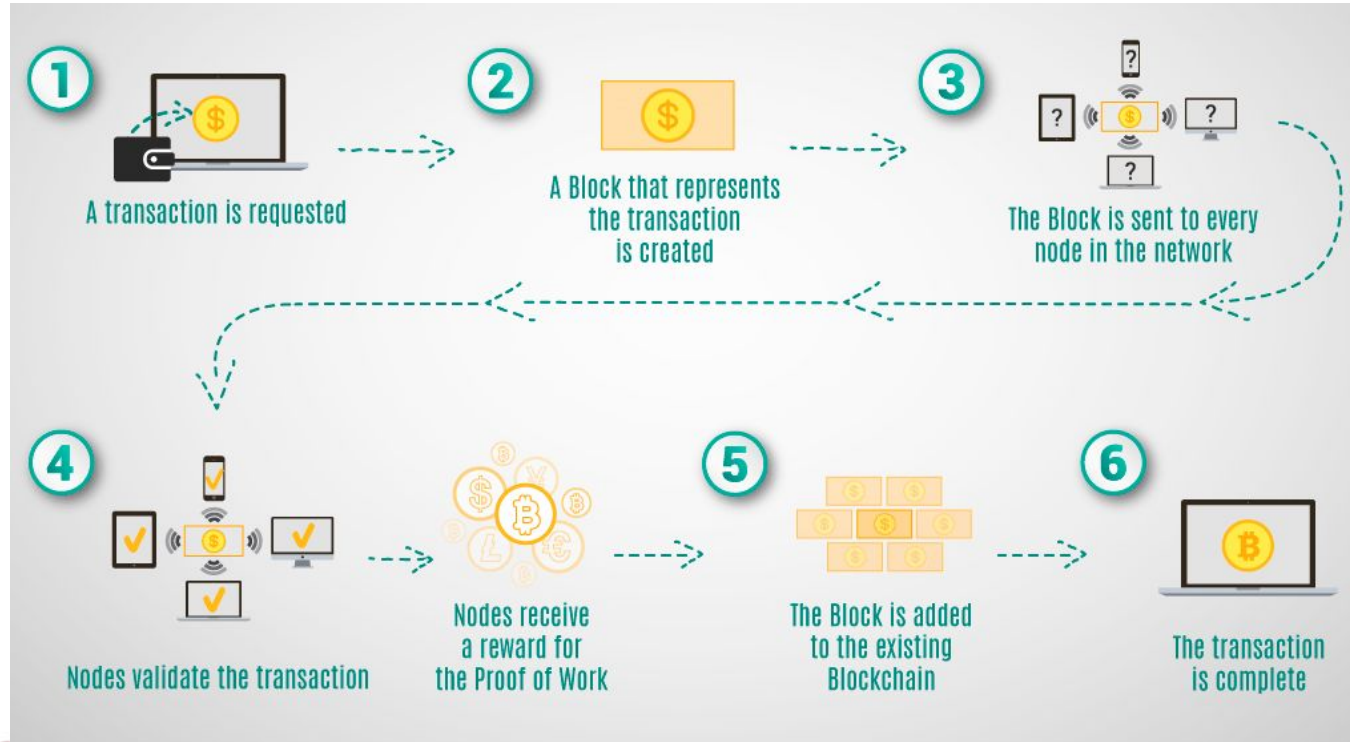 1
A transaction is requested
2
A Block that represents
the transaction
is created
3
?
?
?
?
The Block is sent to every
node in the network
4
Nodes validate the transaction
Nodes receive
a reward for
the Proof of Work
5
The Block is added
to the existing
Blockchain
6
The transaction
is complete